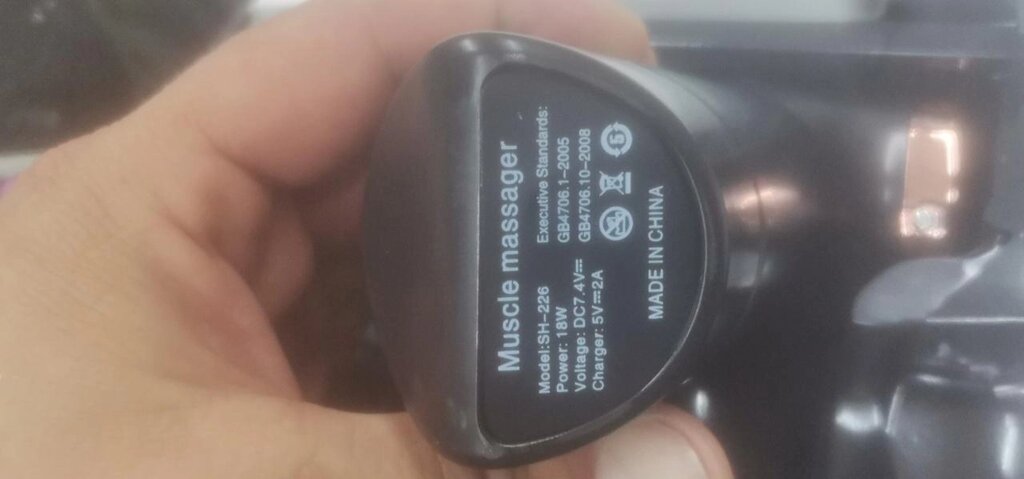 Muscle massager
Model:SH-226
Power: 18W
Voltage: DC7.4V⎓
Charger: 5V⎓2A
Executive Standards:
GB4706.1-2005
GB4706.10-2008
5
MADE IN CHINA